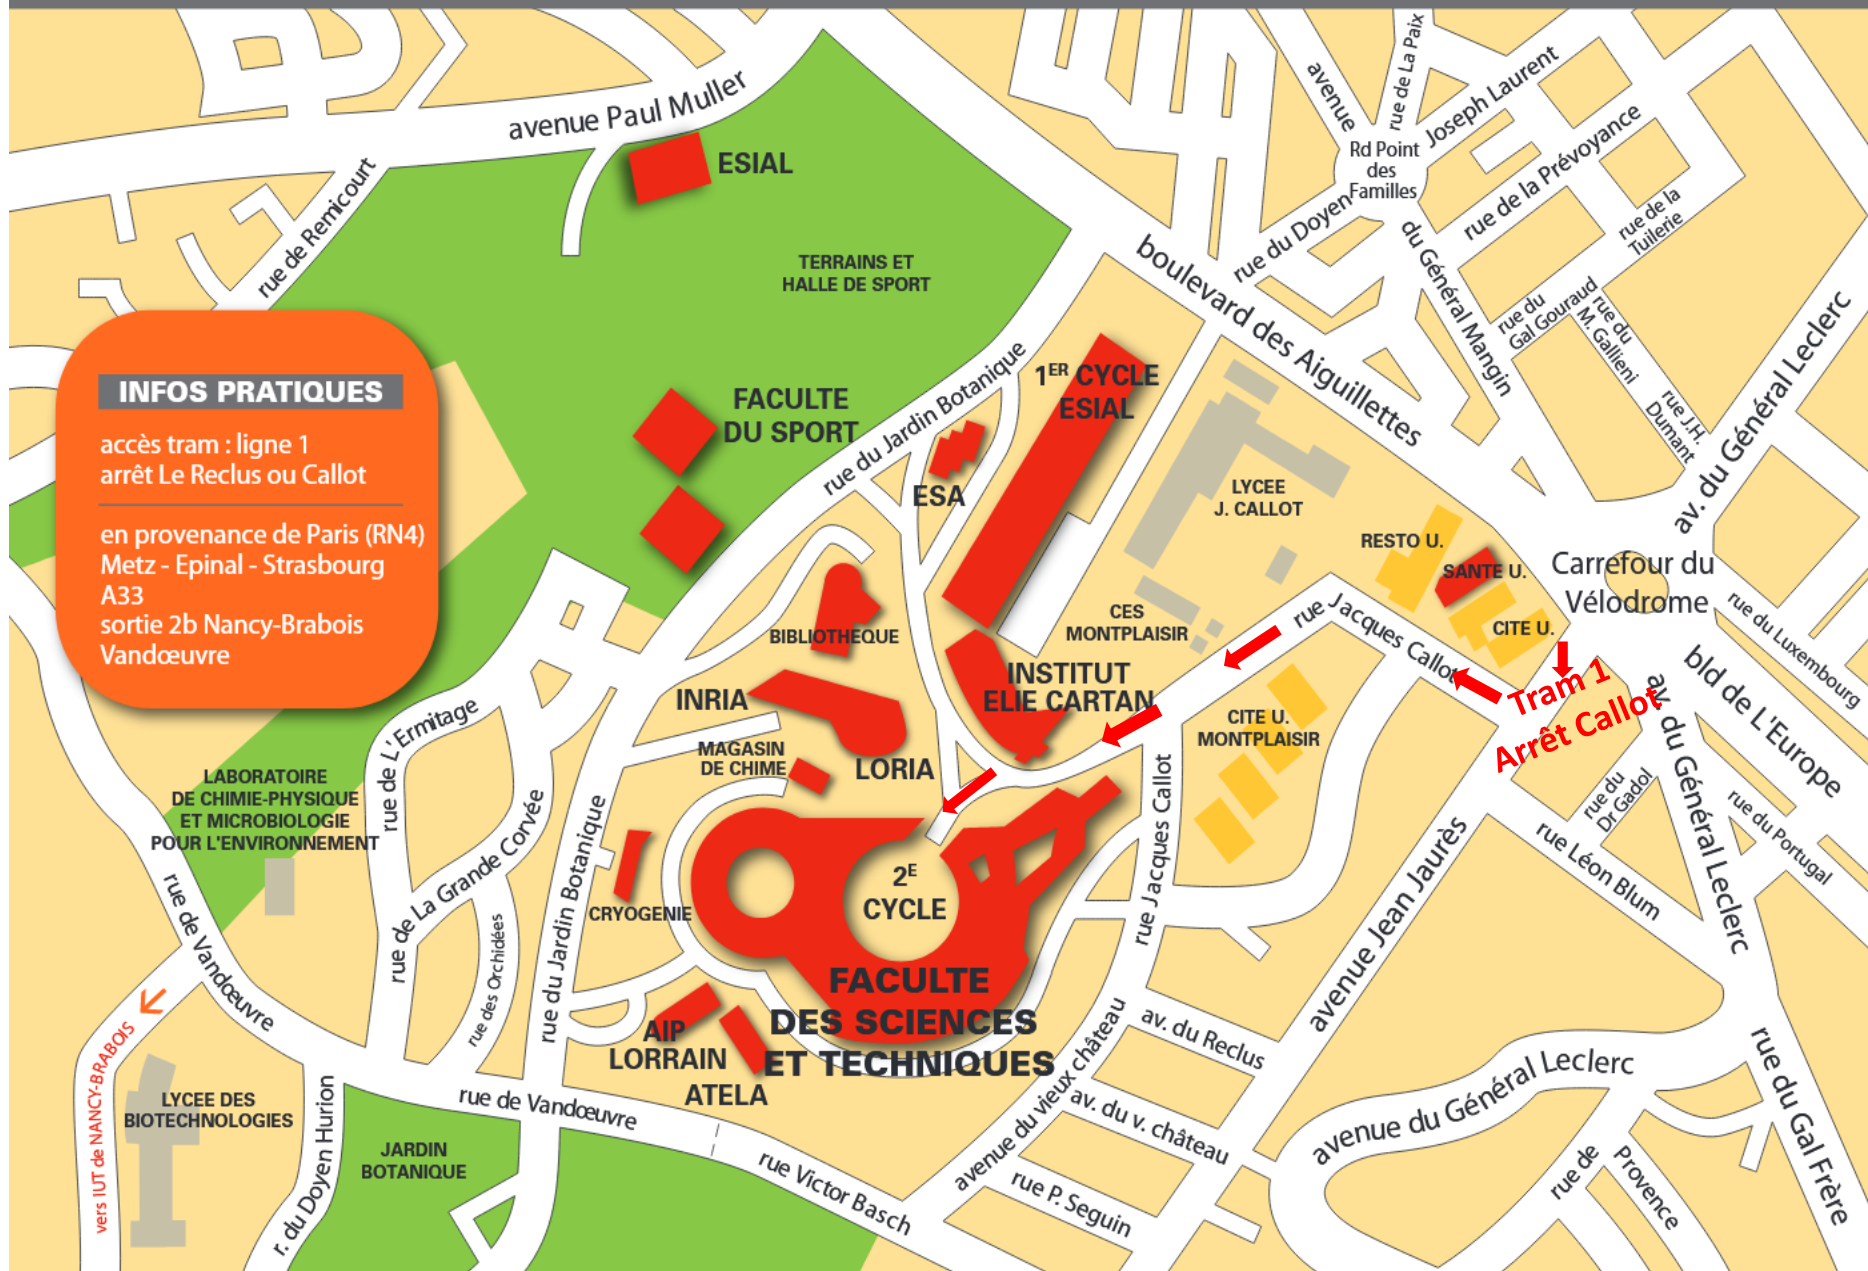 avenue Paul Muller
ESIAL
rue de Remicourt
TERRAINS ET
HALLE DE SPORT
avenue
rue de La Paix
Joseph Laurent
Rd Point
des
Familles
rue de la Prévoyance
rue du Doyen
rue de la
Tuilerie
boulevard des Aiguillettes
du Général Mangin
rue du
Gal Gouraud
rue du
M. Gallieni
rue J.H.
Dumant
av. du Général Leclerc
INFOS PRATIQUES
accès tram : ligne 1
arrêt Le Reclus ou Callot
en provenance de Paris (RN4)
Metz - Epinal - Strasbourg
A33
sortie 2b Nancy-Brabois
Vandœuvre
FACULTE
DU SPORT
rue du Jardin Botanique
1ER CYCLE
ESIAL
ESA
LYCEE
J. CALLOT
RESTO U.
SANTE U.
CITE U.
Carrefour du
Vélodrome
rue du Luxembourg
bld de L'Europe
CES
MONTPLAISIR
rue Jacques Callot
BIBLIOTHEQUE
INSTITUT
ELIE CARTAN
INRIA
LORIA
MAGASIN
DE CHIME
CITE U.
MONTPLAISIR
Tram 1
Arrêt Callot
av. du Général Leclerc
rue du
Dr Gadol
rue du Portugal
rue Léon Blum
rue de L'Ermitage
LABORATOIRE
DE CHIMIE-PHYSIQUE
ET MICROBIOLOGIE
POUR L'ENVIRONNEMENT
rue de La Grande Corvée
rue des Orchidées
rue du Jardin Botanique
CRYOGENIE
2E
CYCLE
rue Jacques Callot
avenue Jean Jaurès
rue de Vandœuvre
FACULTE
DES SCIENCES
ET TECHNIQUES
AIP
LORRAIN
ATELA
av. du Reclus
avenue du vieux château
av. du v. château
rue P. Seguin
avenue du Général Leclerc
rue du Gal Frère
rue de
Provence
vers IUT de NANCY-BRABOIS
LYCEE DES
BIOTECHNOLOGIES
r. du Doyen Hurion
JARDIN
BOTANIQUE
rue de Vandœuvre
rue Victor Basch